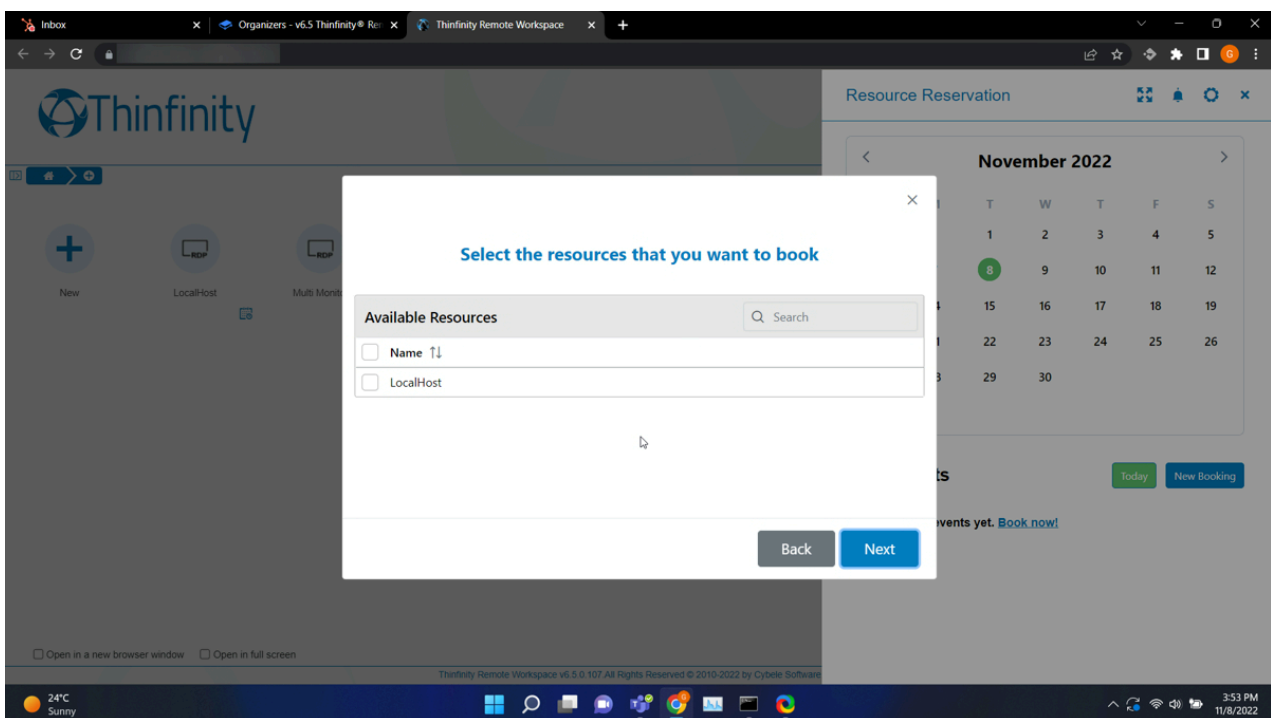 Inbox
Organizers - v6.5 Thinfinity® Re
Thinfinity Remote Workspace
G
Thinfinity
Resource Reservation
November 2022
T W T F S
1 2 3 4 5
8 9 10 11 12
15 16 17 18 19
22 23 24 25 26
29 30
RDP
RDP
New
LocalHost
Multi Monit
Select the resources that you want to book
Available Resources
Search
Name
LocalHost
Back
Next
ts
Today
New Booking
events yet. Book now!
Open in a new browser window
Open in full screen
Thinfinity Remote Workspace v6.5.0.107 All Rights Reserved © 2010-2022 by Cybele Software
24°C
Sunny
3:53 PM
11/8/2022